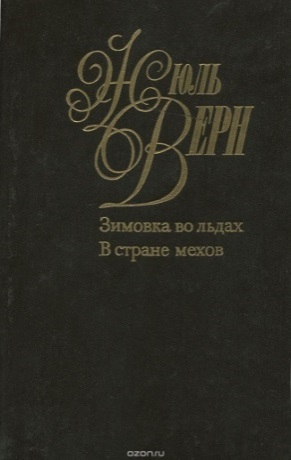 Жюль
Верн
Зимовка во льдах
В стране мехов
ozon.ru